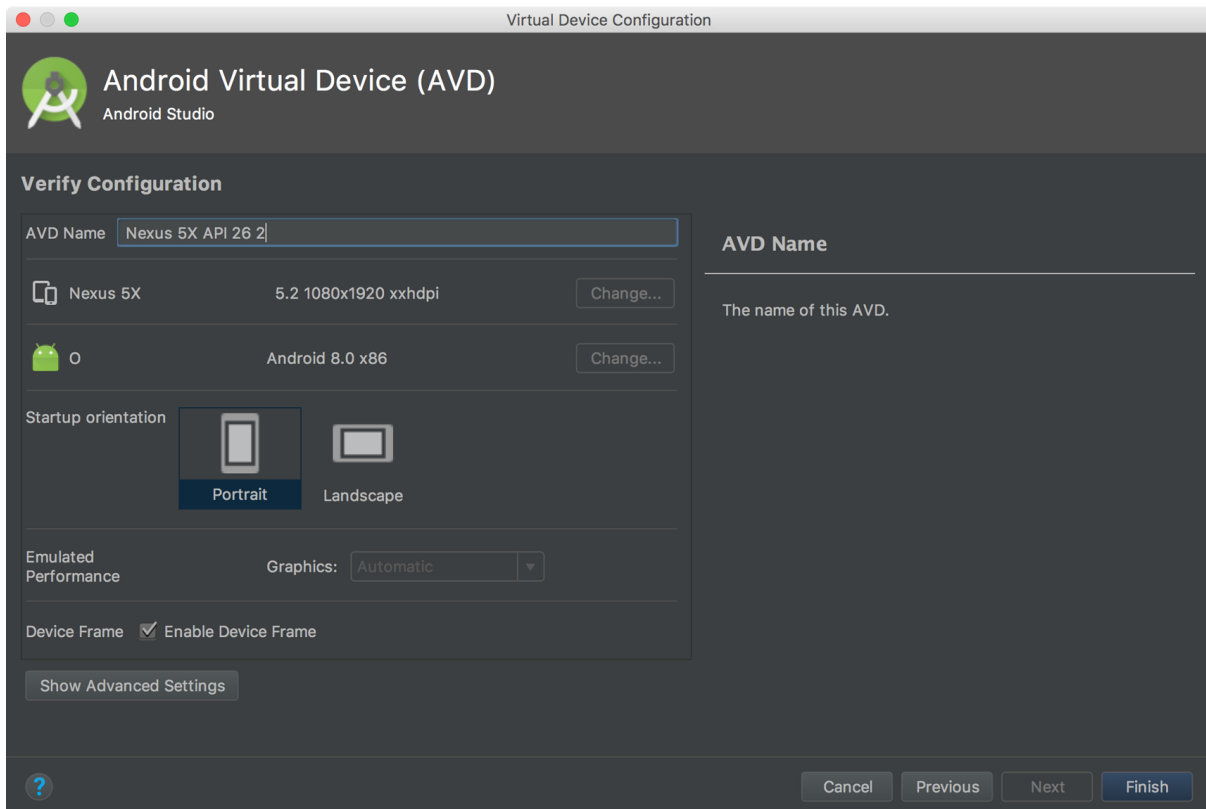 Virtual Device Configuration
Android Virtual Device (AVD)
Android Studio
Verify Configuration
AVD Name Nexus 5X API 26 2
Nexus 5X 5.2 1080x1920 xxhdpi Change...
O Android 8.0 x86 Change...
Startup orientation
Portrait Landscape
Emulated
Performance
Graphics: Automatic
Device Frame Enable Device Frame
Show Advanced Settings
AVD Name
The name of this AVD.
? Cancel Previous Next Finish